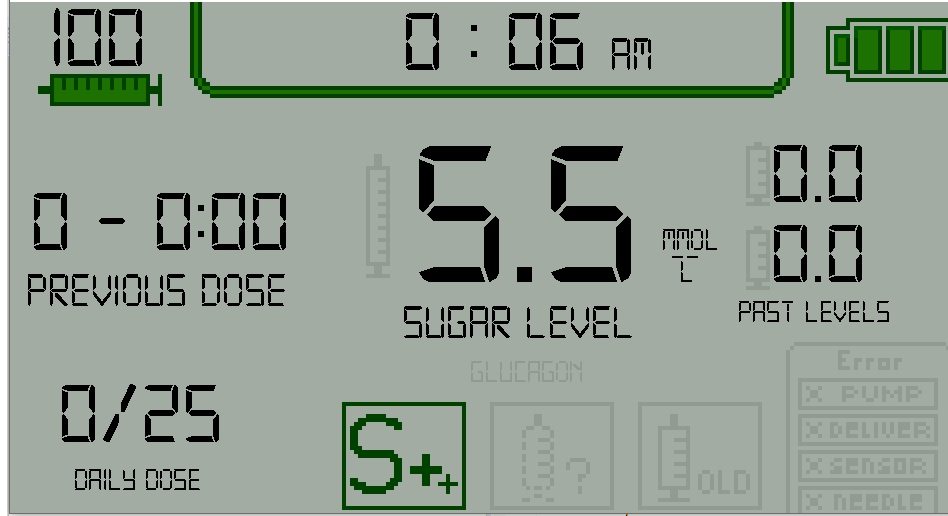 100
0 : 06 AM
0 - 0:00
PREVIOUS DOSE
5.5
MMOL
L
SUGAR LEVEL
0.0
0.0
PAST LEVELS
GLUCAGON
0/25
DAILY DOSE
S++
?
OLD
Error
X PUMP
X DELIVER
X SENSOR
X NEEDLE